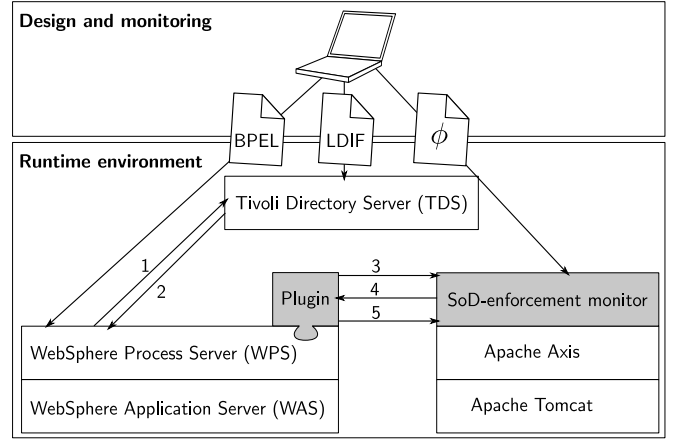 Design and monitoring
BPEL
LDIF
ϕ
Runtime environment
Tivoli Directory Server (TDS)
1
2
3
4
5
Plugin
SoD-enforcement monitor
WebSphere Process Server (WPS)
Apache Axis
WebSphere Application Server (WAS)
Apache Tomcat